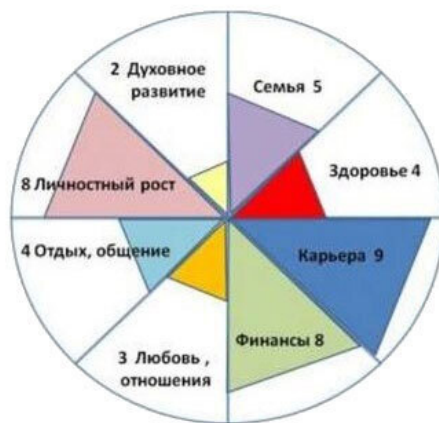 2 Духовное
развитие
Семья 5
Здоровье 4
8 Личностный рост
4 Отдых, общение
Карьера 9
Финансы 8
3 Любовь ,
отношения